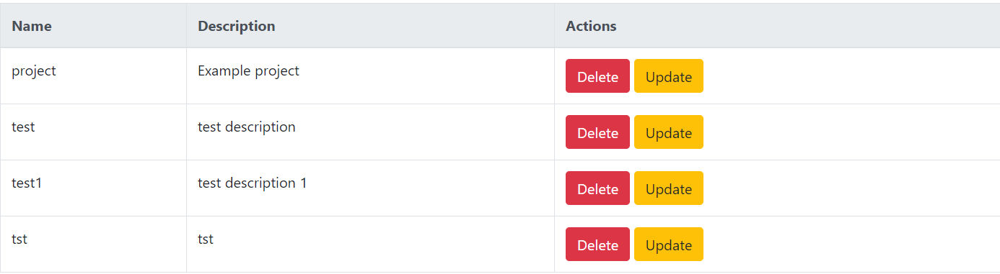 Name Description Actions
project Example project Delete Update
test test description Delete Update
test1 test description 1 Delete Update
tst tst Delete Update